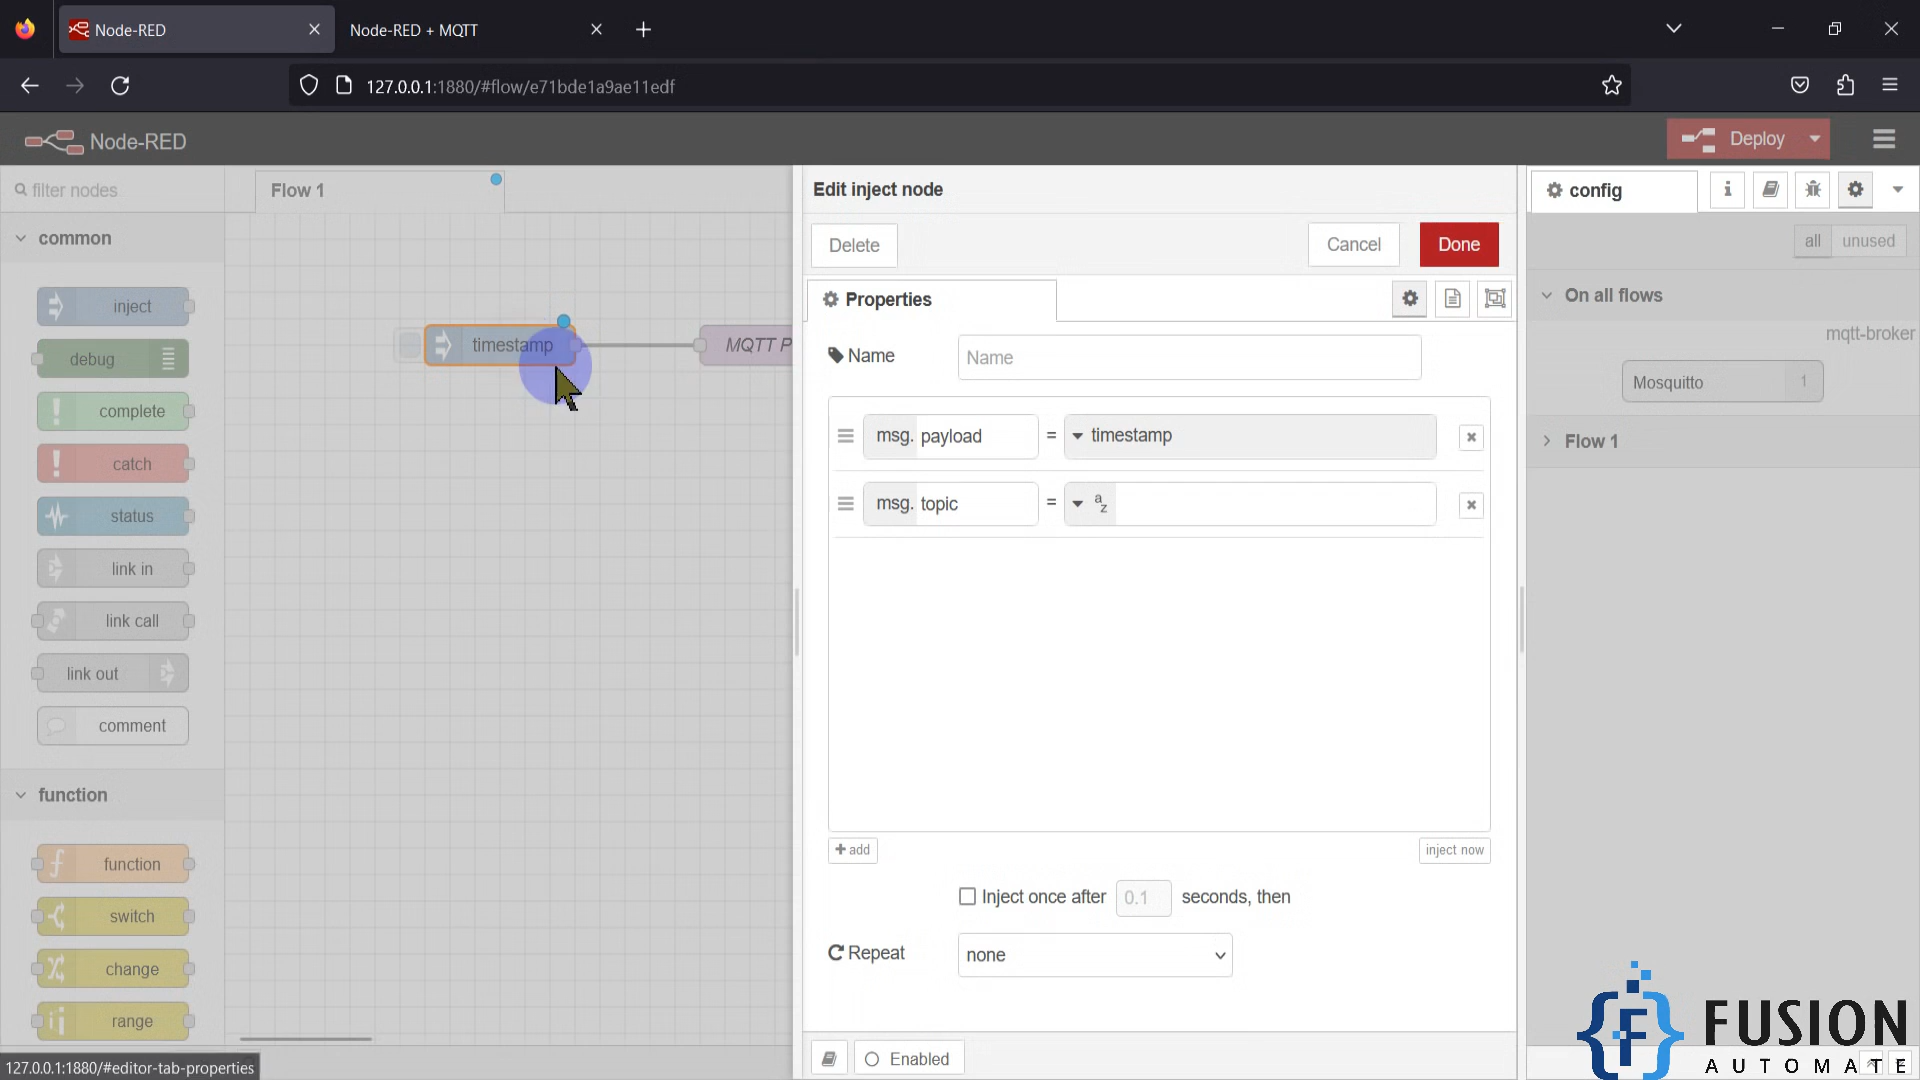 Node-RED
Node-RED + MQTT
127.0.0.1:1880/#flow/e71bde1a9ae11edf
Node-RED
Deploy
filter nodes
Flow 1
common
inject
debug
complete
catch
status
link in
link call
link out
comment
function
function
switch
change
range
timestamp
MQTT P
Edit inject node
Delete
Cancel
Done
Properties
Name
Name
msg. payload = timestamp
msg. topic = az
+ add
inject now
Inject once after 0.1 seconds, then
Repeat
none
Enabled
config
all unused
On all flows
mqtt-broker
Mosquitto 1
Flow 1
127.0.0.1:1880/#editor-tab-properties
FUSION
AUTOMATE